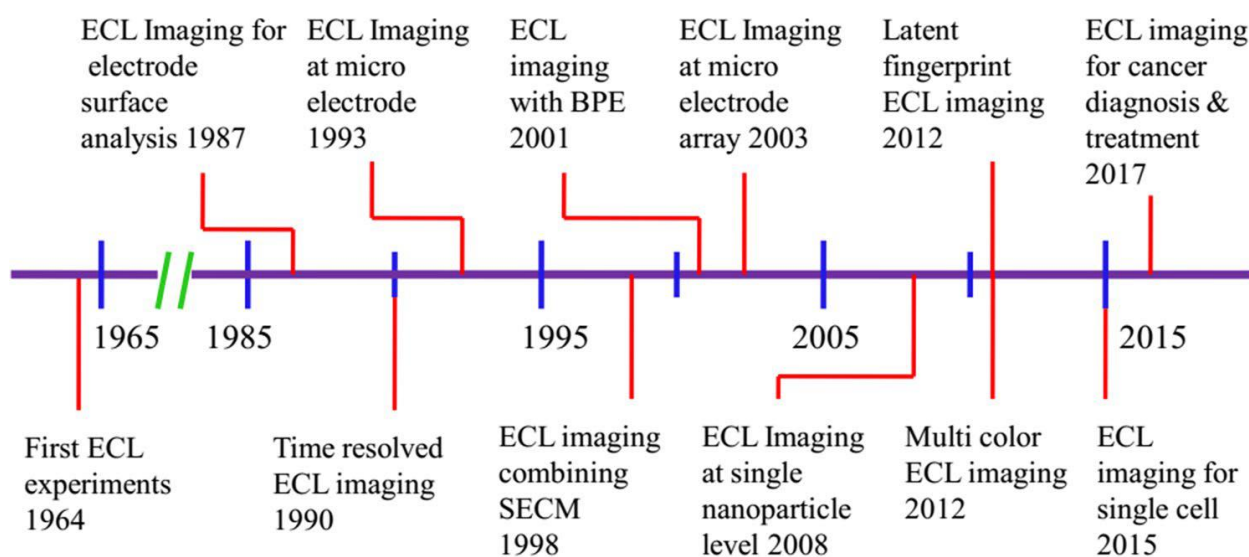 ECL Imaging for
electrode
surface
analysis 1987
ECL Imaging
at micro
electrode
1993
ECL
imaging
with BPE
2001
ECL Imaging
at micro
electrode
array 2003
Latent
fingerprint
ECL imaging
2012
ECL imaging
for cancer
diagnosis &
treatment
2017
1965
1985
1995
2005
2015
First ECL
experiments
1964
Time resolved
ECL imaging
1990
ECL imaging
combining
SECM
1998
ECL Imaging
at single
nanoparticle
level 2008
Multi color
ECL imaging
2012
ECL
imaging for
single cell
2015